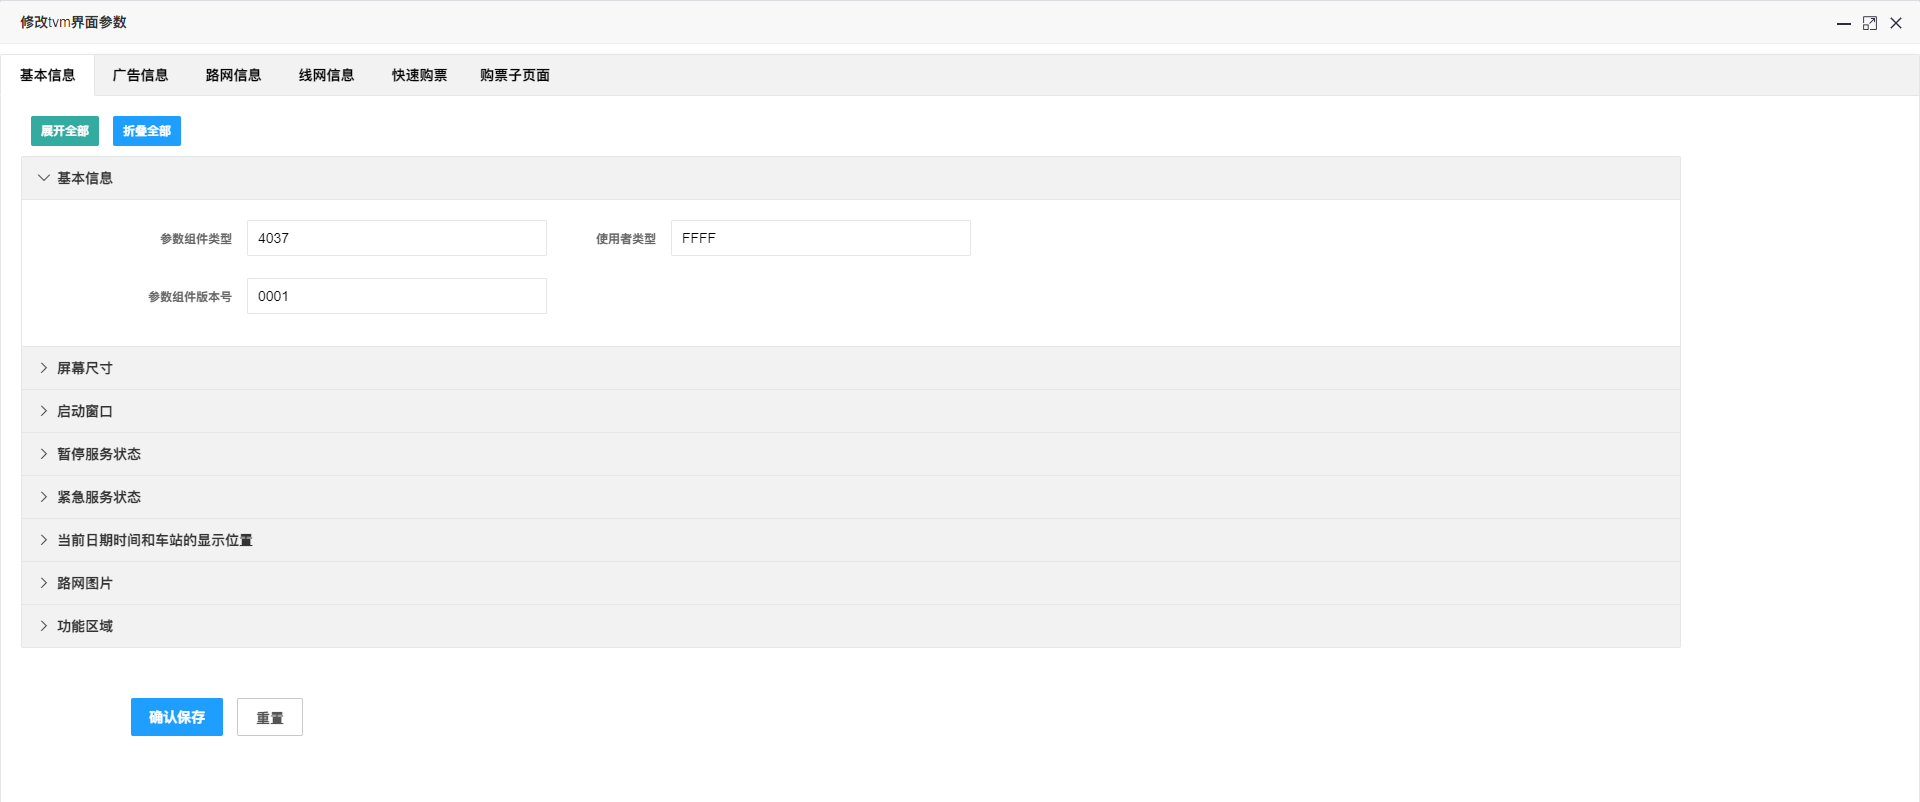 修改tvm界面参数
基本信息 广告信息 路网信息 线网信息 快速购票 购票子页面
展开全部 折叠全部
基本信息
参数组件类型 4037 使用者类型 FFFF
参数组件版本号 0001
屏幕尺寸
启动窗口
暂停服务状态
紧急服务状态
当前日期时间和车站的显示位置
路网图片
功能区域
确认保存 重置